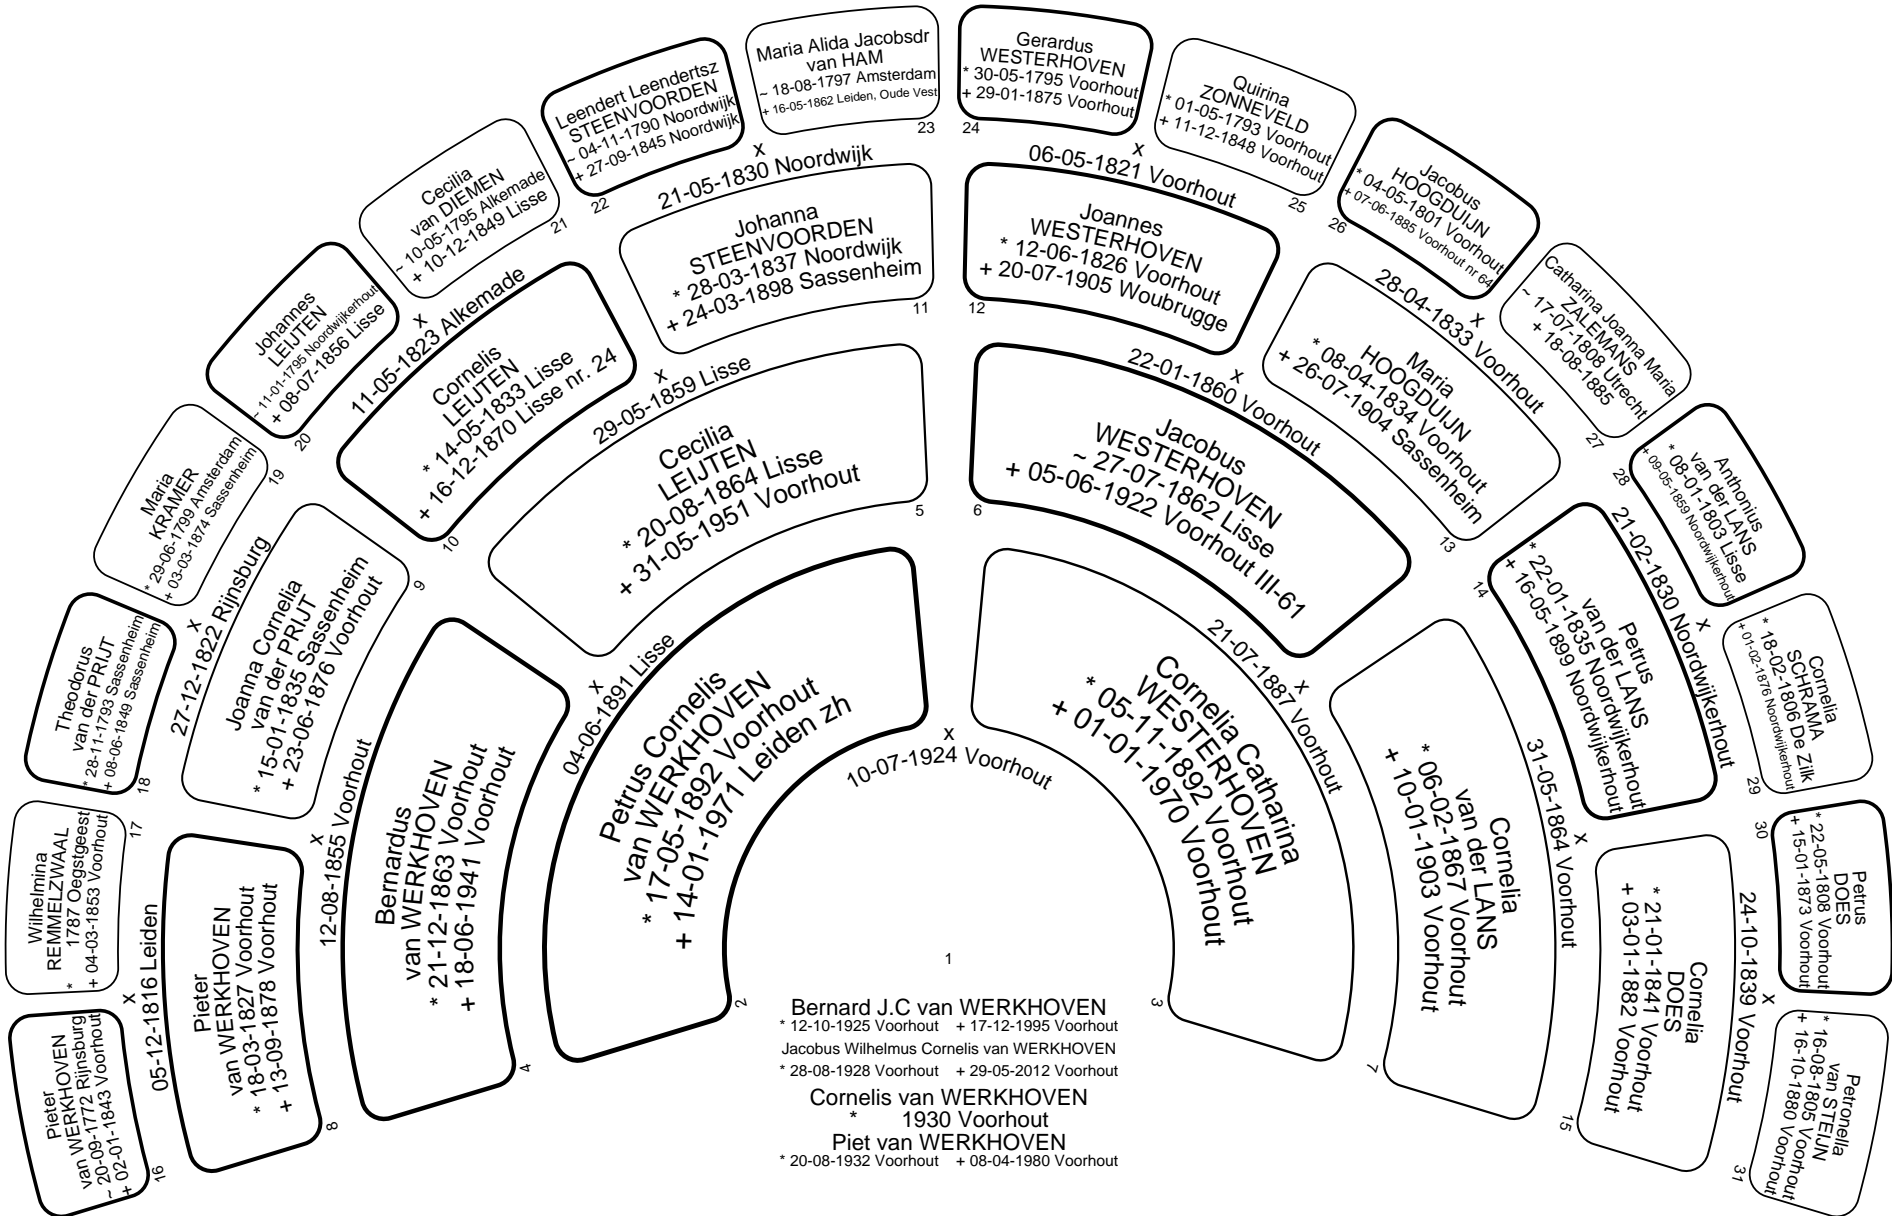 1
Bernard J.C van WERKHOVEN
* 12-10-1925 Voorhout + 17-12-1995 Voorhout
Jacobus Wilhelmus Cornelis van WERKHOVEN
* 28-08-1928 Voorhout + 29-05-2012 Voorhout
Cornelis van WERKHOVEN
* 1930 Voorhout
Piet van WERKHOVEN
* 20-08-1932 Voorhout + 08-04-1980 Voorhout
Petrus Cornelis
van WERKHOVEN
* 17-05-1892 Voorhout
+ 14-01-1971 Leiden zh
2
x
10-07-1924 Voorhout
Cornelia Catharina
WESTERHOVEN
* 05-11-1892 Voorhout
+ 01-01-1970 Voorhout
3
Bernardus
van WERKHOVEN
* 21-12-1863 Voorhout
+ 18-06-1941 Voorhout
4
x
04-06-1891 Lisse
Cecilia
LEIJTEN
* 20-08-1864 Lisse
+ 31-05-1951 Voorhout
5
Jacobus
WESTERHOVEN
~ 27-07-1862 Lisse
+ 05-06-1922 Voorhout III-61
6
x
21-07-1887 Voorhout
Cornelia
van der LANS
* 06-02-1867 Voorhout
+ 10-01-1903 Voorhout
7
Pieter
van WERKHOVEN
* 18-03-1827 Voorhout
+ 13-09-1878 Voorhout
8
x
12-08-1855 Voorhout
Joanna Cornelia
van der PRIJT
* 15-01-1835 Sassenheim
+ 23-06-1876 Voorhout
9
Cornelis
LEIJTEN
* 14-05-1833 Lisse
+ 16-12-1870 Lisse nr. 24
10
x
29-05-1859 Lisse
Johanna
STEENVOORDEN
* 28-03-1837 Noordwijk
+ 24-03-1898 Sassenheim
11
Joannes
WESTERHOVEN
* 12-06-1826 Voorhout
+ 20-07-1905 Woubrugge
12
x
22-01-1860 Voorhout
Maria
HOOGDUIJN
* 08-04-1834 Voorhout
+ 26-07-1904 Sassenheim
13
Petrus
van der LANS
* 22-01-1835 Noordwijkerhout
+ 16-05-1899 Noordwijkerhout
14
x
31-05-1864 Voorhout
Cornelia
DOES
* 21-01-1841 Voorhout
+ 03-01-1882 Voorhout
15
Pieter
van WERKHOVEN
~ 20-09-1772 Rijnsburg
+ 02-01-1843 Voorhout
16
x
05-12-1816 Leiden
Wilhelmina
REMMELZWAAL
* 1787 Oegstgeest
+ 04-03-1853 Voorhout
17
Theodorus
van der PRIJT
* 28-11-1793 Sassenheim
+ 08-06-1849 Sassenheim
18
x
27-12-1822 Rijnsburg
Maria
KRAMER
* 29-06-1799 Amsterdam
+ 03-03-1874 Sassenheim
19
Johannes
LEIJTEN
~ 11-01-1795 Noordwijkerhout
+ 08-07-1856 Lisse
20
x
11-05-1823 Alkemade
Cecilia
van DIEMEN
~ 10-05-1795 Alkemade
+ 10-12-1849 Lisse
21
Leendert Leendertsz
STEENVOORDEN
~ 04-11-1790 Noordwijk
+ 27-09-1845 Noordwijk
22
x
21-05-1830 Noordwijk
Maria Alida Jacobsdr
van HAM
~ 18-08-1797 Amsterdam
+ 16-05-1862 Leiden, Oude Vest
23
Gerardus
WESTERHOVEN
* 30-05-1795 Voorhout
+ 29-01-1875 Voorhout
24
x
06-05-1821 Voorhout
Quirina
ZONNEVELD
* 01-05-1793 Voorhout
+ 11-12-1848 Voorhout
25
Jacobus
HOOGDUIJN
* 04-05-1801 Voorhout
+ 07-06-1885 Voorhout nr 64
26
x
28-04-1833 Voorhout
Catharina Joanna Maria
ZALEMANS
~ 17-07-1808 Utrecht
+ 18-08-1885
27
Anthonius
van der LANS
* 08-01-1803 Lisse
+ 09-05-1859 Noordwijkerhout
28
x
21-02-1830 Noordwijkerhout
Cornelia
SCHRAMA
* 18-02-1806 De Zilk
+ 01-02-1876 Noordwijkerhout
29
Petrus
DOES
* 22-05-1808 Voorhout
+ 15-01-1873 Voorhout
30
x
24-10-1839 Voorhout
Petronella
van STEIJN
* 16-08-1805 Voorhout
+ 16-10-1880 Voorhout
31